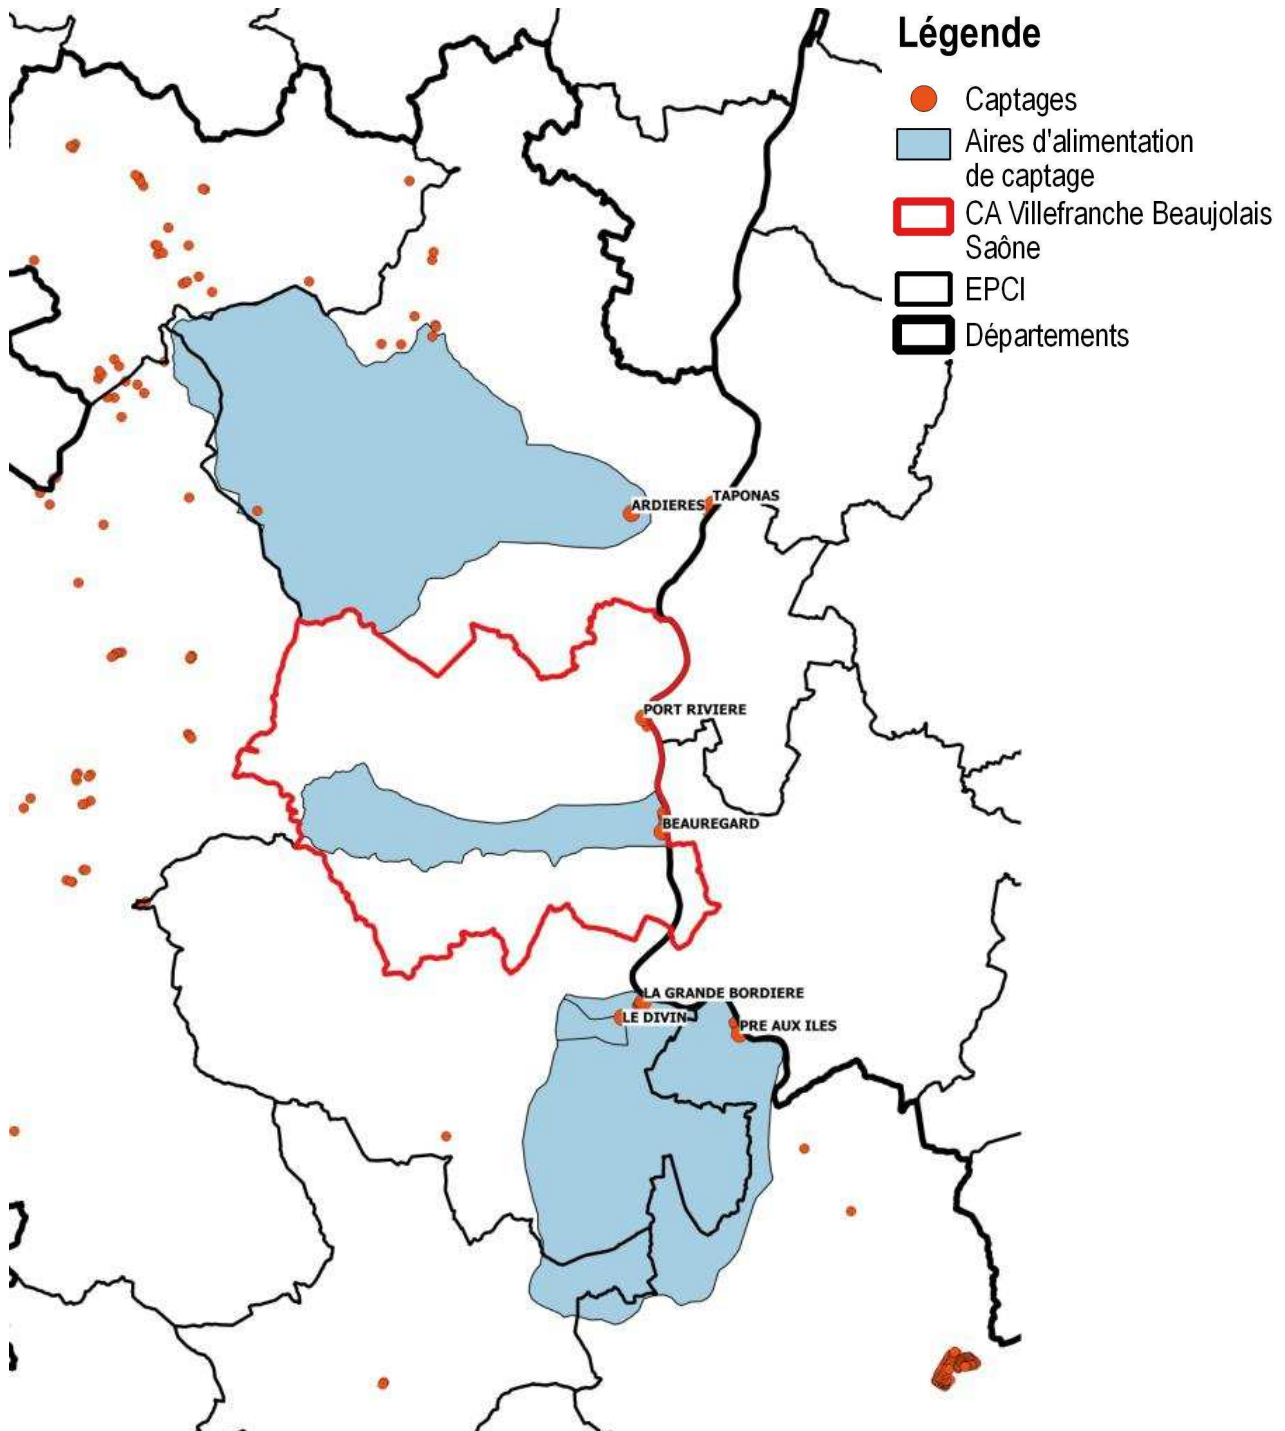 Légende
Captages
Aires d'alimentation
de captage
CA Villefranche Beaujolais
Saône
EPCI
Départements
ARDIERES
TAPONAS
PORT RIVIERE
BEAUREGARD
LA GRANDE BORDIERE
LE DIVIN
PRE AUX ILES